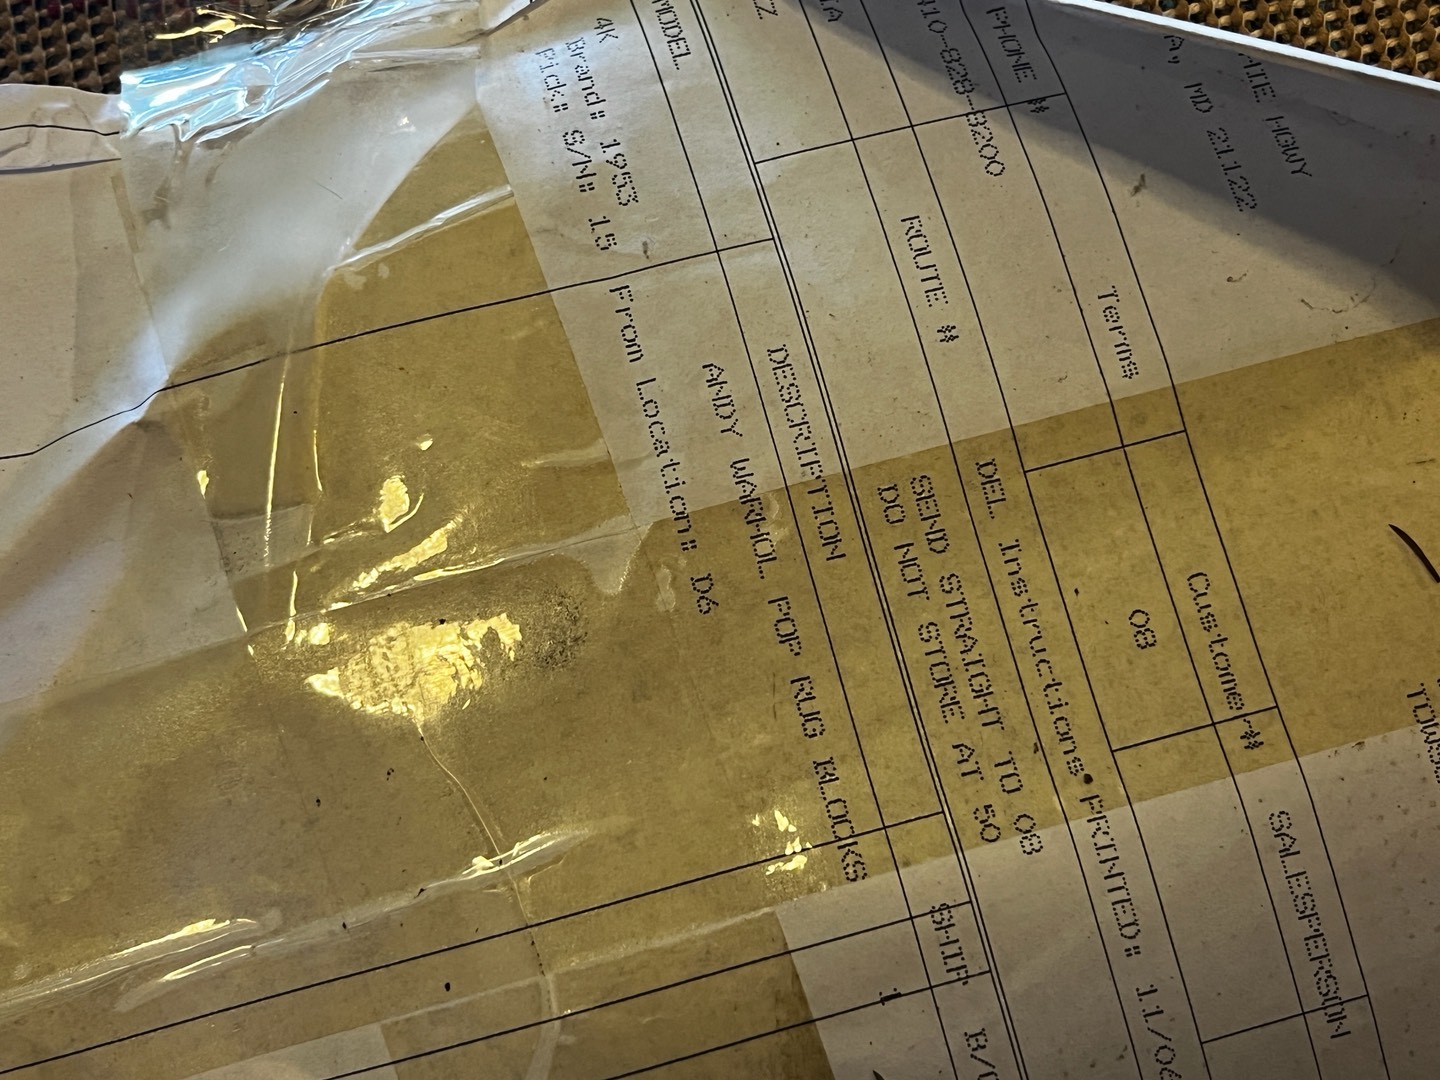 HGWY
MD 21122
TOWSO
Terms
Customer #
SALESPERSON
PHONE #
08
410-828-8200
ROUTE #
DEL Instructions PRINTED: 11/06
SEND STRAIGHT TO 08
DO NOT STORE AT 50
MODEL
DESCRIPTION
SHIP
B/O
4K
ANDY WARHOL POP RUG BLOCKS
1
Brand: 1953
From Location: D6
Pick: S/N: 15